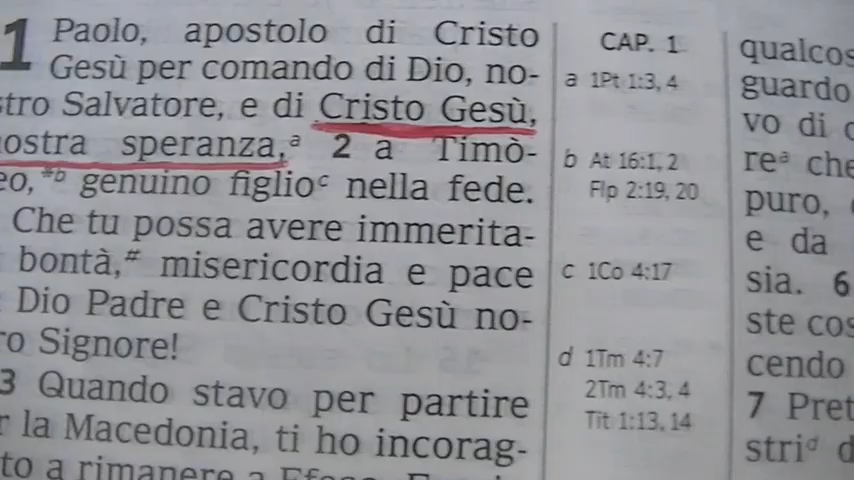 1 Paolo, apostolo di Cristo
Gesù per comando di Dio, no-
stro Salvatore, e di Cristo Gesù,
nostra speranza,ᵃ 2 a Timò-
eo,*ᵇ genuino figlioᶜ nella fede.
Che tu possa avere immerita-
bontà,# misericordia e pace
Dio Padre e Cristo Gesù no-
ro Signore!
3 Quando stavo per partire
r la Macedonia, ti ho incorag-
to a rimanere a Efeso.
CAP. 1
a 1Pt 1:3, 4
b At 16:1, 2
Flp 2:19, 20
c 1Co 4:17
d 1Tm 4:7
2Tm 4:3, 4
Tit 1:13, 14
qualcos
guardo
vo di
reᵃ che
puro,
e da
sia. 6
ste cos
cendo
7 Pret
striᵈ d